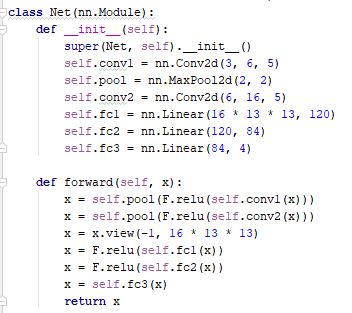 class Net(nn.Module):
    def __init__(self):
        super(Net, self).__init__()
        self.conv1 = nn.Conv2d(3, 6, 5)
        self.pool = nn.MaxPool2d(2, 2)
        self.conv2 = nn.Conv2d(6, 16, 5)
        self.fc1 = nn.Linear(16 * 13 * 13, 120)
        self.fc2 = nn.Linear(120, 84)
        self.fc3 = nn.Linear(84, 4)

    def forward(self, x):
        x = self.pool(F.relu(self.conv1(x)))
        x = self.pool(F.relu(self.conv2(x)))
        x = x.view(-1, 16 * 13 * 13)
        x = F.relu(self.fc1(x))
        x = F.relu(self.fc2(x))
        x = self.fc3(x)
        return x